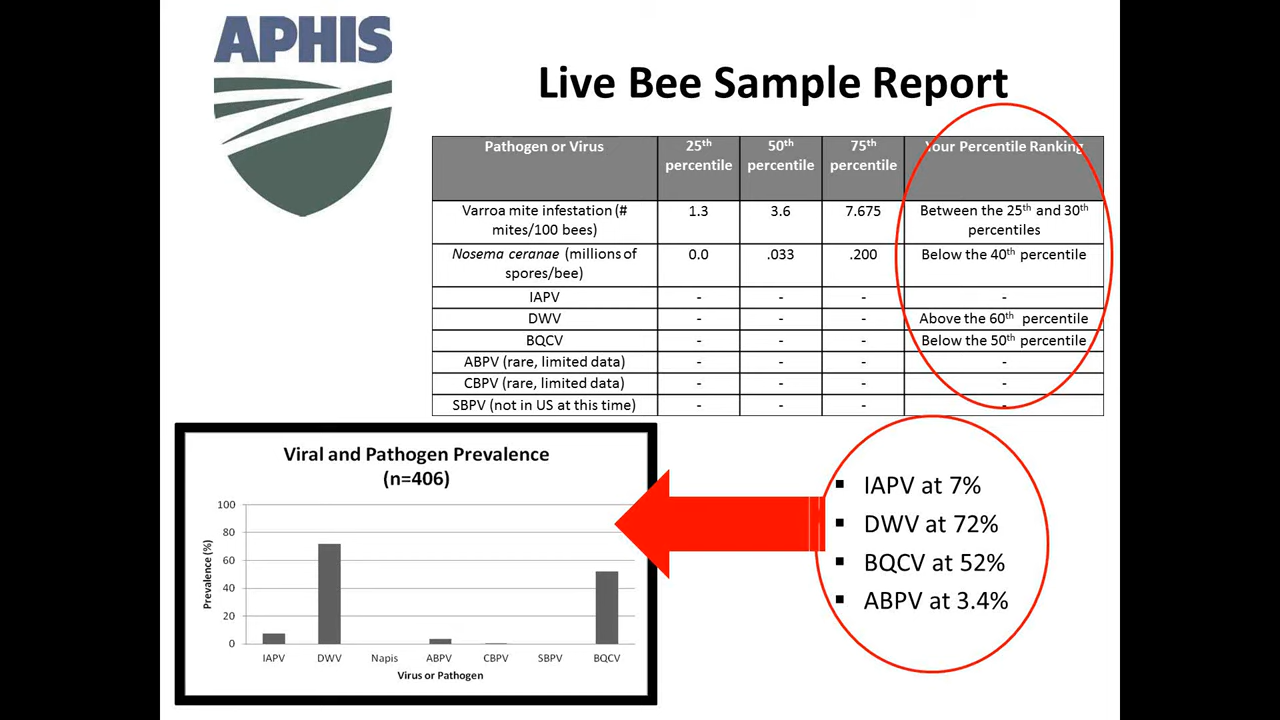 APHIS
Live Bee Sample Report
Pathogen or Virus 25th percentile 50th percentile 75th percentile Your Percentile Ranking
Varroa mite infestation (# mites/100 bees) 1.3 3.6 7.675 Between the 25th and 30th percentiles
Nosema ceranae (millions of spores/bee) 0.0 .033 .200 Below the 40th percentile
IAPV - - - -
DWV - - - Above the 60th percentile
BQCV - - - Below the 50th percentile
ABPV (rare, limited data) - - - -
CBPV (rare, limited data) - - - -
SBPV (not in US at this time) - - - -
Viral and Pathogen Prevalence
(n=406)
100
80
60
40
20
0
Prevalence (%)
IAPV DWV Napis ABPV CBPV SBPV BQCV
Virus or Pathogen
▪ IAPV at 7%
▪ DWV at 72%
▪ BQCV at 52%
▪ ABPV at 3.4%